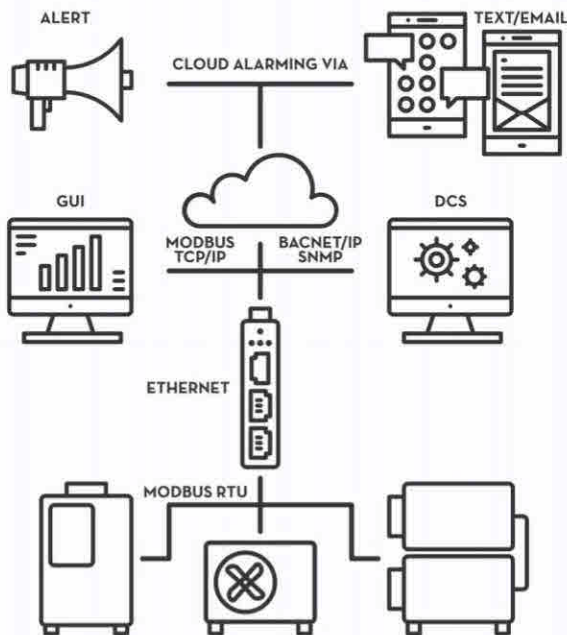 ALERT
TEXT/EMAIL
CLOUD ALARMING VIA
GUI
DCS
MODBUS
TCP/IP
BACNET/IP
SNMP
ETHERNET
MODBUS RTU